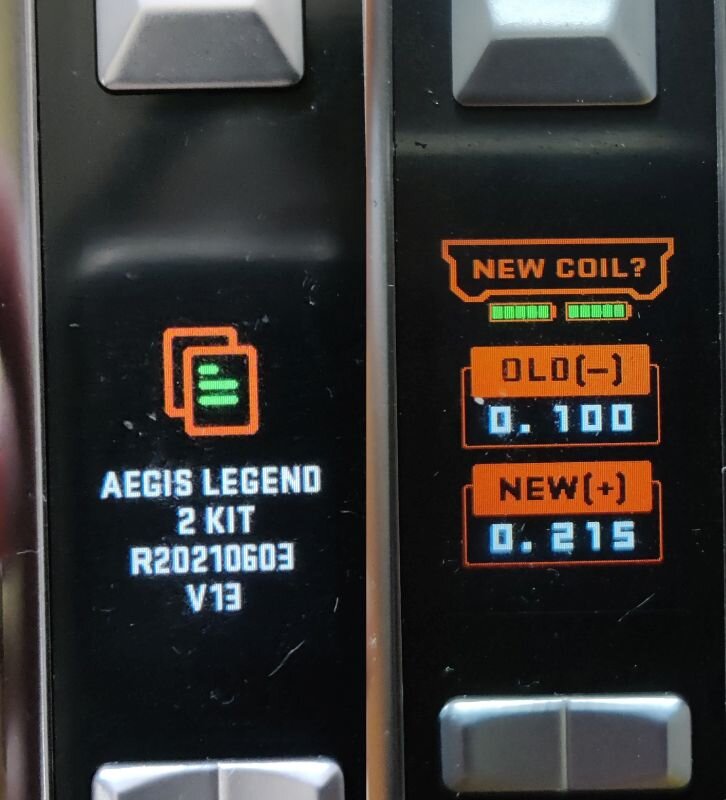 AEGIS LEGEND
2 KIT
R20210603
V13
NEW COIL?
OLD(-)
0.100
NEW(+)
0.215